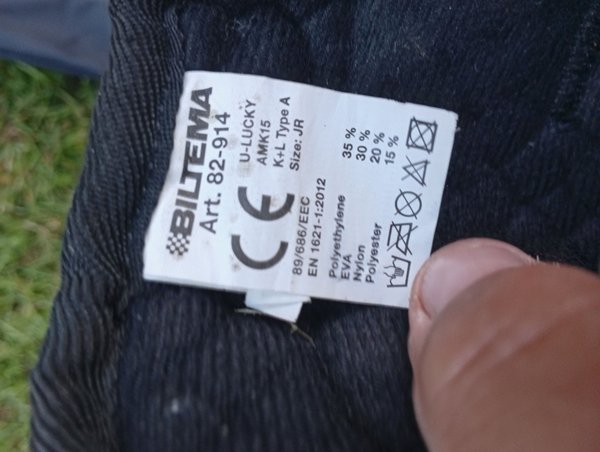 BILTEMA
Art. 82-914
U-LUCKY
AMK15
K+L Type A
Size: JR
CE
89/686/EEC
EN 1621-1:2012
Polyethylene 35 %
EVA 30 %
Nylon 20 %
Polyester 15 %